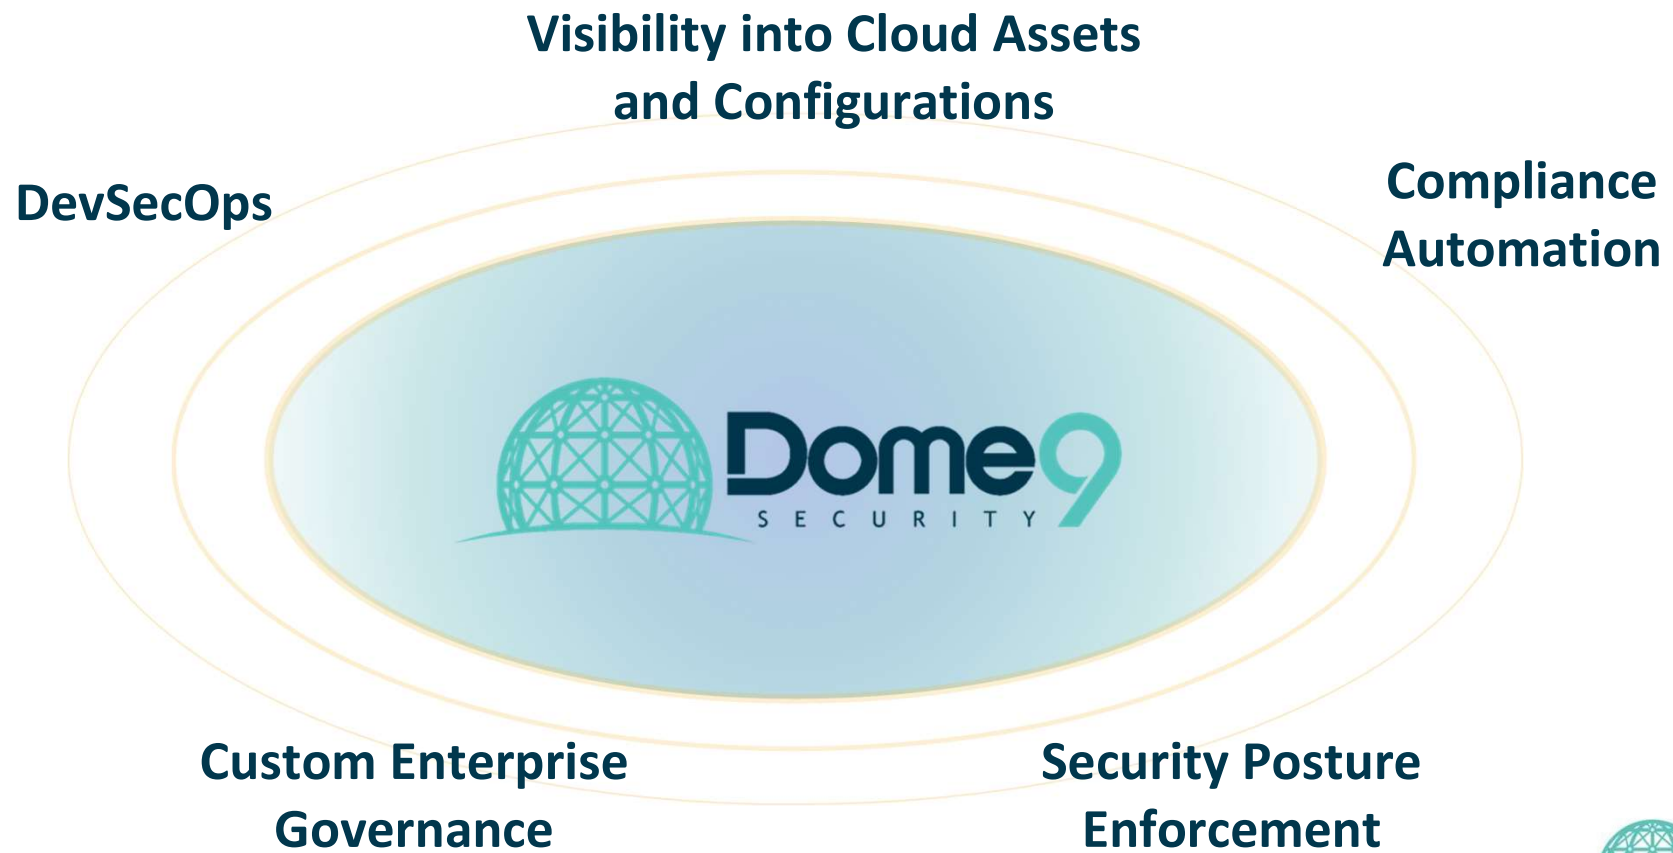 Visibility into Cloud Assets
and Configurations
DevSecOps
Compliance
Automation
Dome9
SECURITY
Custom Enterprise
Governance
Security Posture
Enforcement